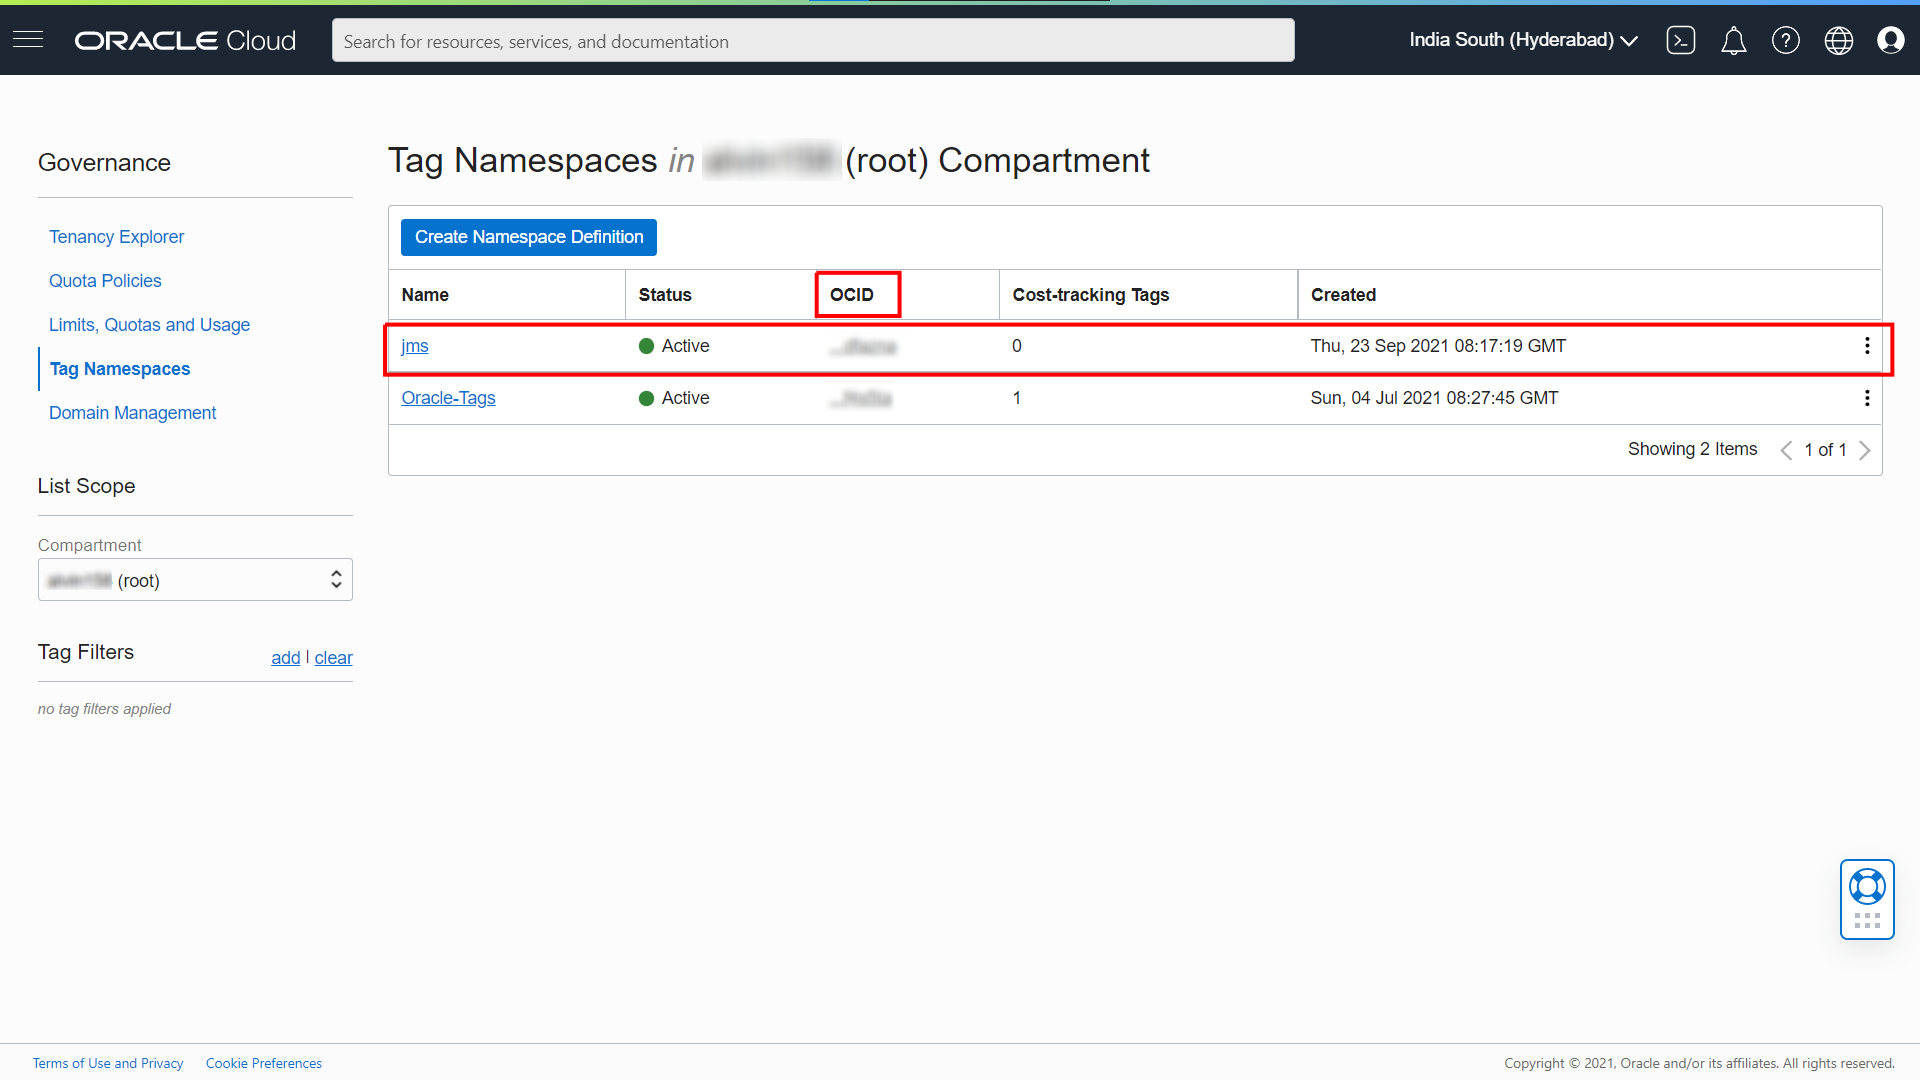 ORACLE Cloud
Search for resources, services, and documentation
India South (Hyderabad)
Governance
Tenancy Explorer
Quota Policies
Limits, Quotas and Usage
Tag Namespaces
Domain Management
List Scope
Compartment
(root)
Tag Filters
add | clear
no tag filters applied
Tag Namespaces in (root) Compartment
Create Namespace Definition
Name Status OCID Cost-tracking Tags Created
jms Active 0 Thu, 23 Sep 2021 08:17:19 GMT
Oracle-Tags Active 1 Sun, 04 Jul 2021 08:27:45 GMT
Showing 2 Items 1 of 1
Terms of Use and Privacy Cookie Preferences
Copyright © 2021, Oracle and/or its affiliates. All rights reserved.